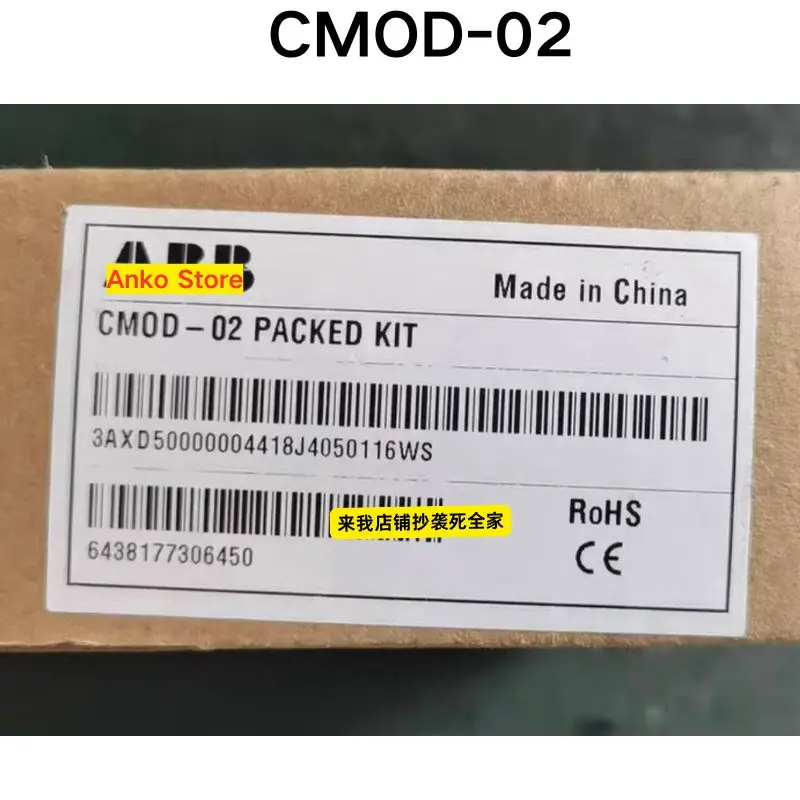 CMOD-02
ABB
Anko Store
Made in China
CMOD-02 PACKED KIT
3AXD50000004418J4050116WS
来我店铺抄袭死全家
RoHS
CE
6438177306450